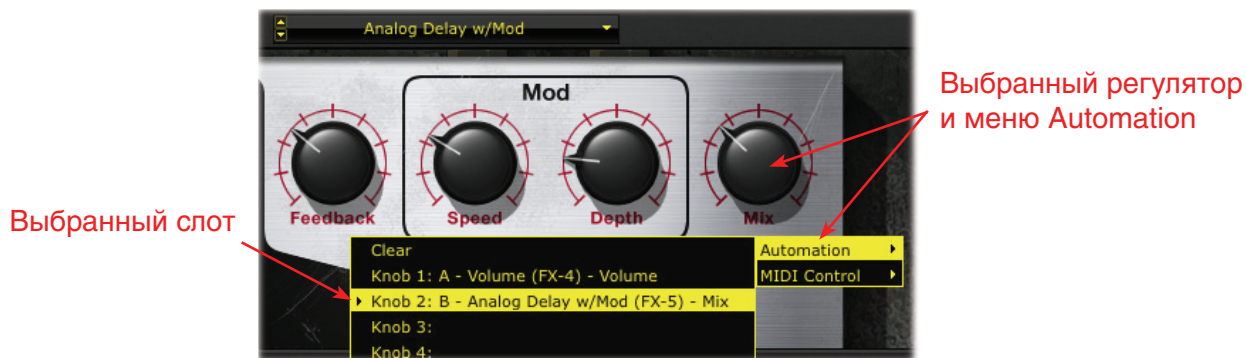 Analog Delay w/Mod
Mod
Feedback
Speed
Depth
Mix
Выбранный регулятор
и меню Automation
Выбранный слот
Automation
MIDI Control
Clear
Knob 1: A - Volume (FX-4) - Volume
Knob 2: B - Analog Delay w/Mod (FX-5) - Mix
Knob 3:
Knob 4: